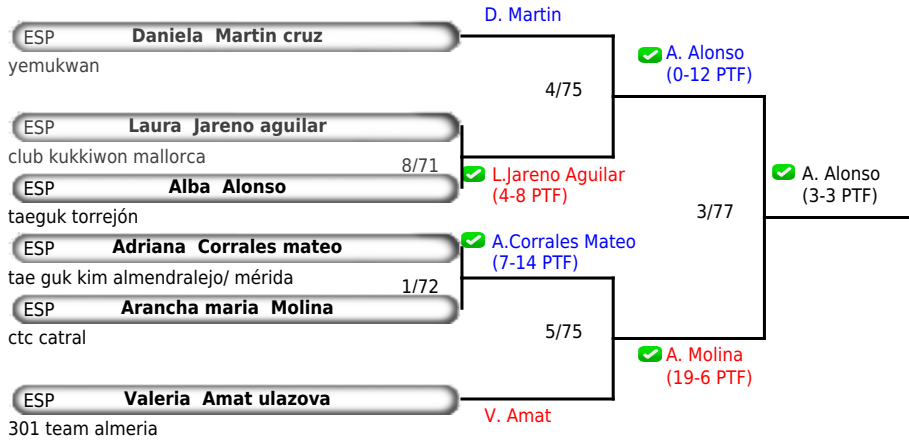 D. Martin
ESP Daniela Martin cruz
yemukwan
A. Alonso
(0-12 PTF)
4/75
ESP Laura Jareno aguilar
club kukkiwon mallorca
8/71
L.Jareno Aguilar
(4-8 PTF)
ESP Alba Alonso
taeguk torrejón
A. Alonso
(3-3 PTF)
3/77
ESP Adriana Corrales mateo
A.Corrales Mateo
(7-14 PTF)
tae guk kim almendralejo/ mérida
1/72
ESP Arancha maria Molina
ctc catral
5/75
A. Molina
(19-6 PTF)
ESP Valeria Amat ulazova
V. Amat
301 team almeria